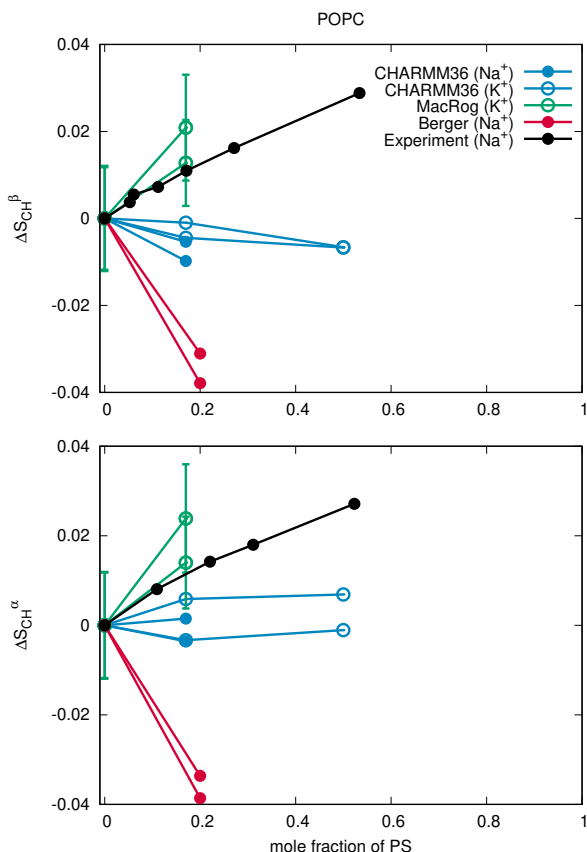 POPC
CHARMM36 (Na⁺)
CHARMM36 (K⁺)
MacRog (K⁺)
Berger (Na⁺)
Experiment (Na⁺)
ΔS_CH^β
0.04
0.02
0
-0.02
-0.04
0 0.2 0.4 0.6 0.8 1
ΔS_CH^α
0.04
0.02
0
-0.02
-0.04
0 0.2 0.4 0.6 0.8 1
mole fraction of PS